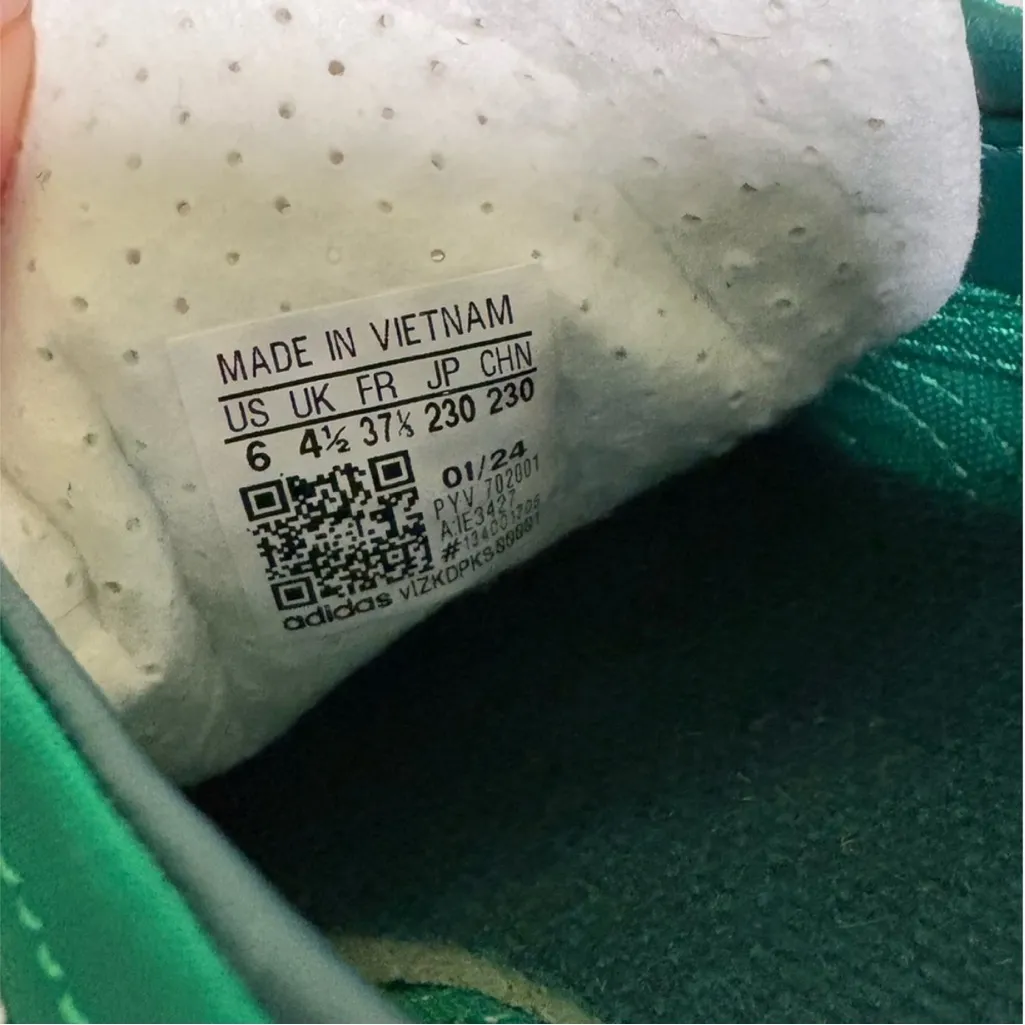 MADE IN VIETNAM
US UK FR JP CHN
6 4½ 37⅓ 230 230
01/24
PYV 702001
A:IE3427
adidas